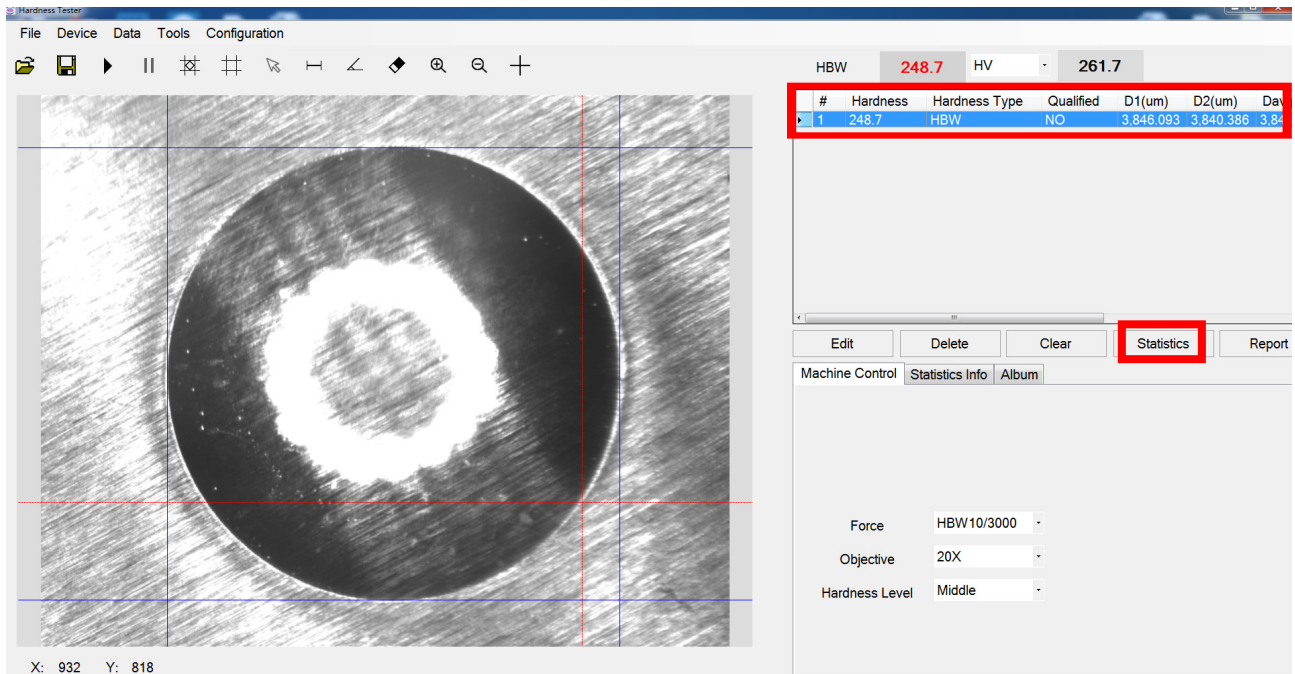 Hardness Tester
File Device Data Tools Configuration
HBW 248.7 HV 261.7
# Hardness Hardness Type Qualified D1(um) D2(um)
1 248.7 HBW NO 3,846.093 3,840.386
Edit Delete Clear Statistics Report
Machine Control Statistics Info Album
Force HBW10/3000
Objective 20X
Hardness Level Middle
X: 932 Y: 818